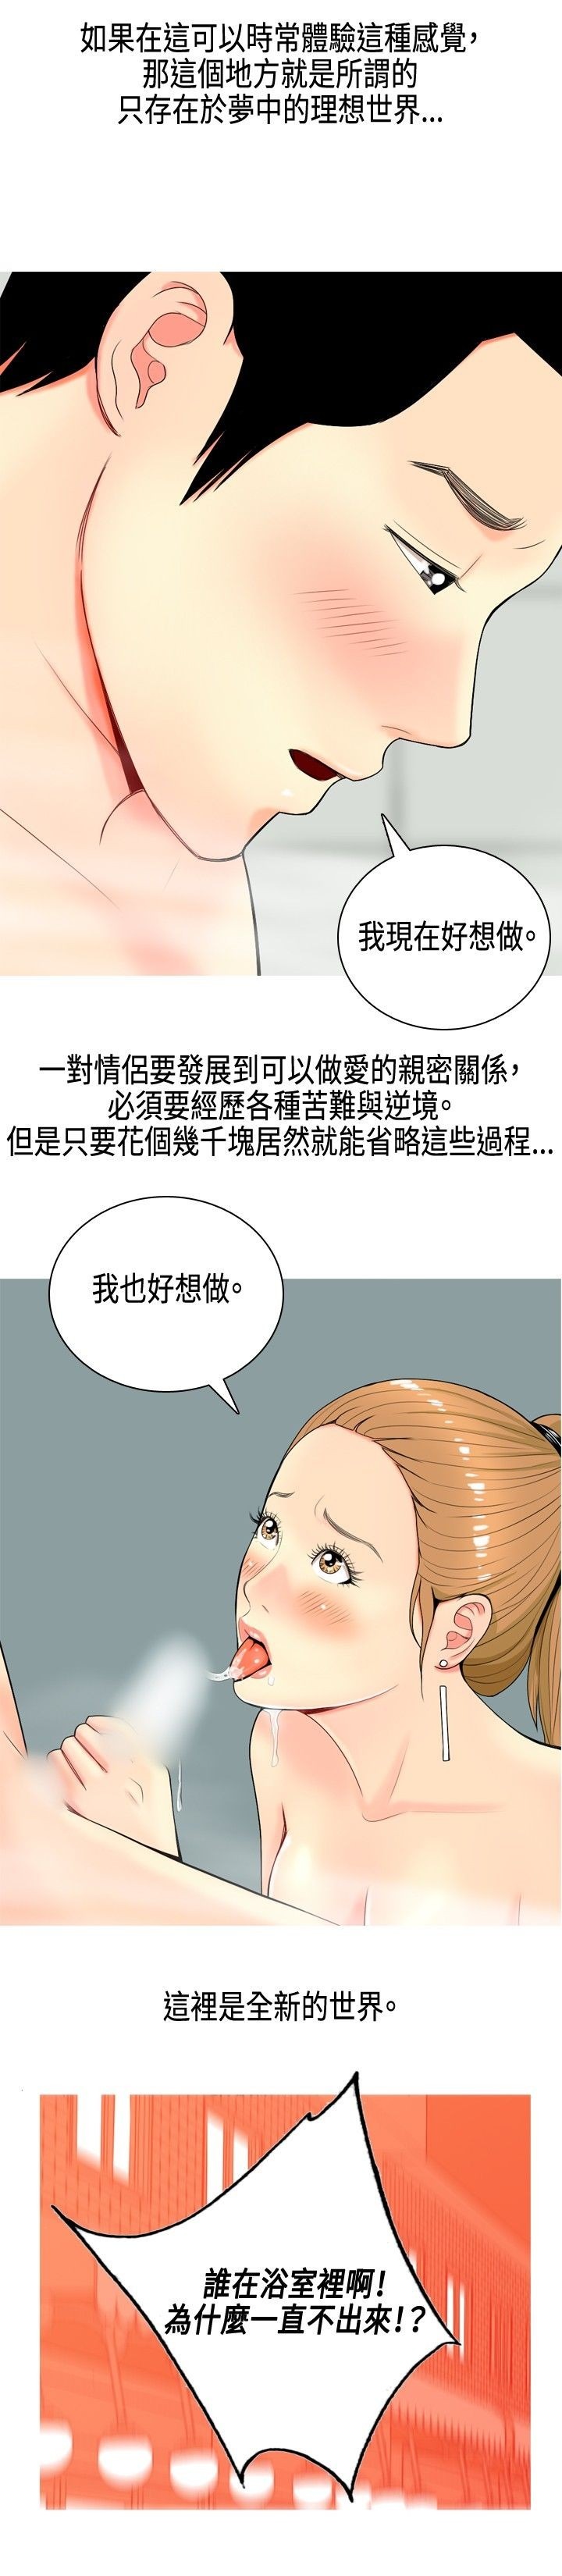 如果在這可以時常體驗這種感覺，
那這個地方就是所謂的
只存在於夢中的理想世界...
我現在好想做。
一對情侶要發展到可以做愛的親密關係，
必須要經歷各種苦難與逆境。
但是只要花個幾千塊居然就能省略這些過程...
我也好想做。
這裡是全新的世界。
誰在浴室裡啊!
為什麼一直不出來!?